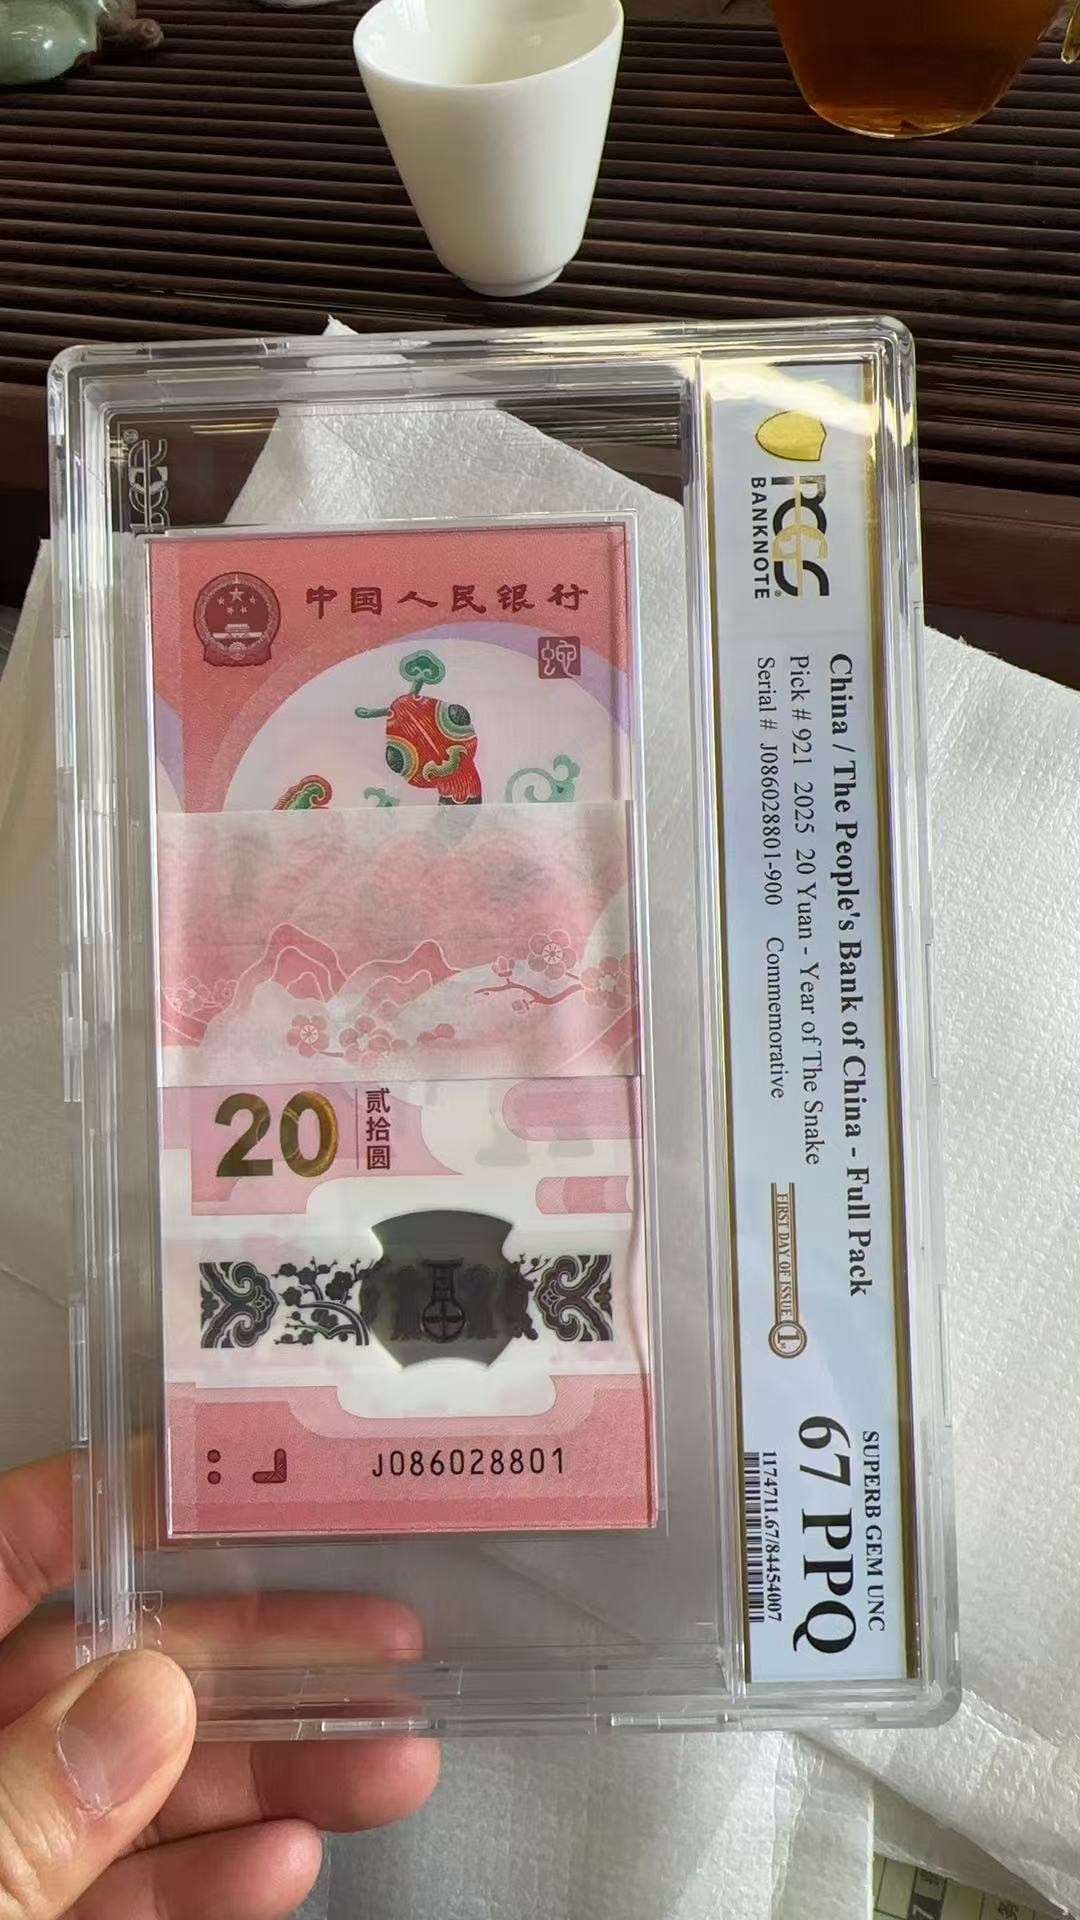 中国人民银行
蛇
20
贰拾圆
J086028801
PCGS
BANKNOTE
China / The People's Bank of China - Full Pack
Pick # 921 2025 20 Yuan - Year of The Snake
Serial # J086028801-900 Commemorative
FIRST DAY OF ISSUE
SUPERB GEM UNC
67 PPQ
1174711.67/84454007